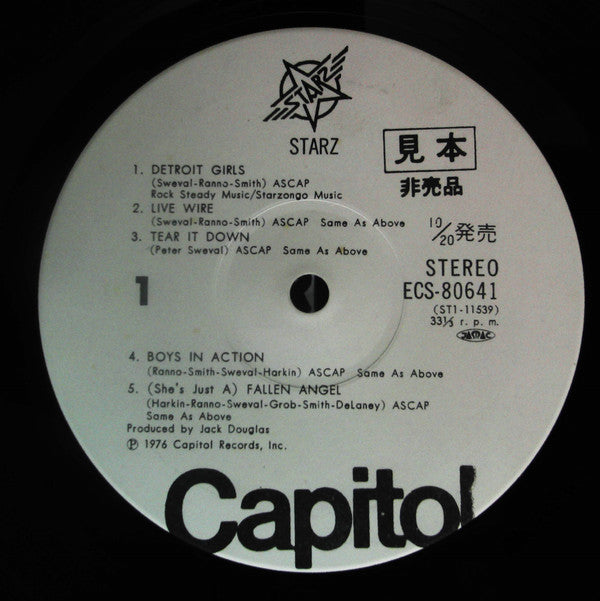 STARZ
STARZ
見本
非売品
1. DETROIT GIRLS
(Sweval-Ranno-Smith) ASCAP
Rock Steady Music/Starzongo Music
2. LIVE WIRE
(Sweval-Ranno-Smith) ASCAP Same As Above
3. TEAR IT DOWN
(Peter Sweval) ASCAP Same As Above
10/20発売
STEREO
1
ECS-80641
(ST1-11539)
33⅓ r. p. m.
JASRAC
4. BOYS IN ACTION
(Ranno-Smith-Sweval-Harkin) ASCAP Same As Above
5. (She's Just A) FALLEN ANGEL
(Harkin-Ranno-Sweval-Grob-Smith-DeLaney) ASCAP
Same As Above
Produced by Jack Douglas
℗ 1976 Capitol Records, Inc.
Capitol